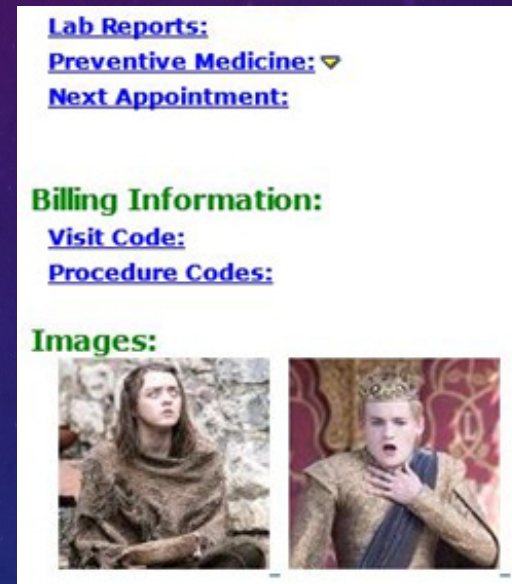 Lab Reports:
Preventive Medicine:
Next Appointment:
Billing Information:
Visit Code:
Procedure Codes:
Images: